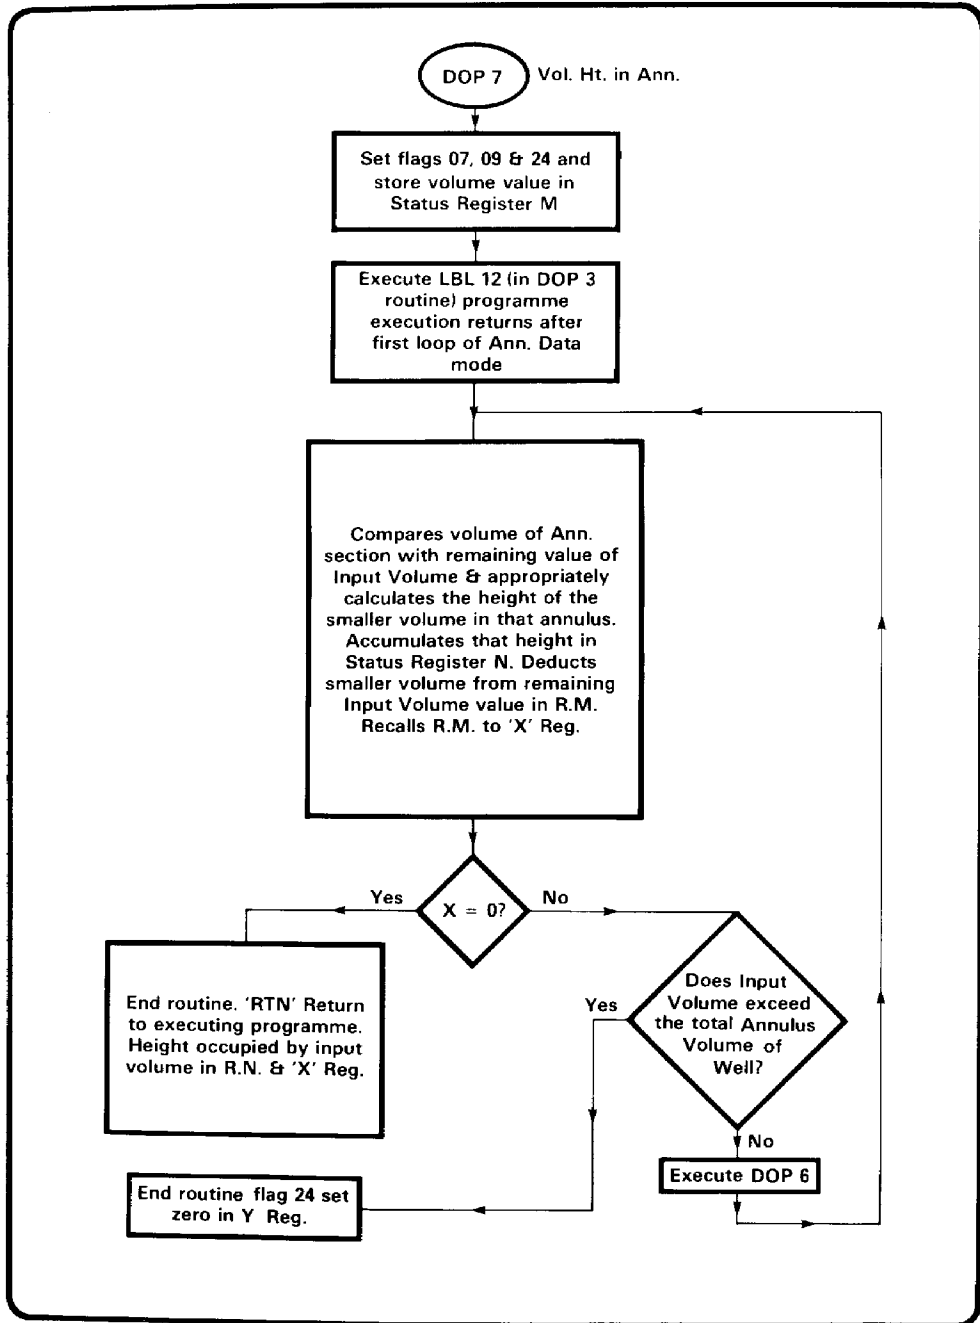 DOP 7
Vol. Ht. in Ann.
Set flags 07, 09 & 24 and
store volume value in
Status Register M
Execute LBL 12 (in DOP 3
routine) programme
execution returns after
first loop of Ann. Data
mode
Compares volume of Ann.
section with remaining value of
Input Volume & appropriately
calculates the height of the
smaller volume in that annulus.
Accumulates that height in
Status Register N. Deducts
smaller volume from remaining
Input Volume value in R.M.
Recalls R.M. to 'X' Reg.
Yes
X = 0?
No
End routine. 'RTN' Return
to executing programme.
Height occupied by input
volume in R.N. & 'X' Reg.
Yes
Does Input
Volume exceed
the total Annulus
Volume of
Well?
No
Execute DOP 6
End routine flag 24 set
zero in Y Reg.